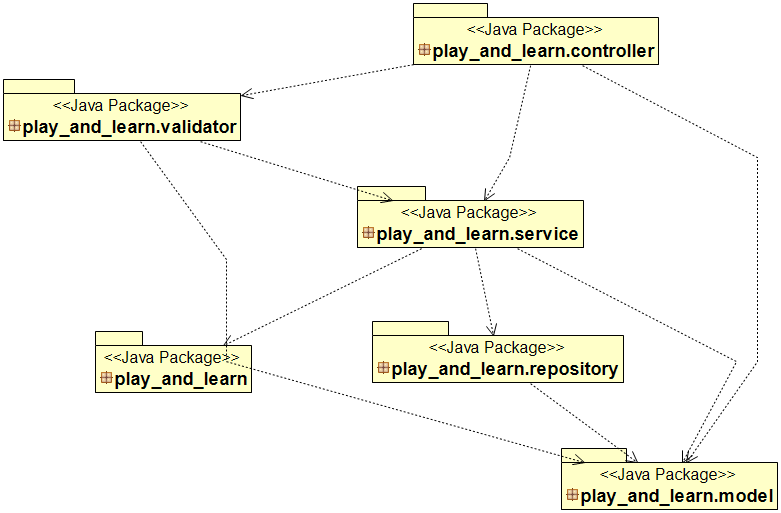 <<Java Package>>
play_and_learn.controller
<<Java Package>>
play_and_learn.validator
<<Java Package>>
play_and_learn.service
<<Java Package>>
play_and_learn
<<Java Package>>
play_and_learn.repository
<<Java Package>>
play_and_learn.model